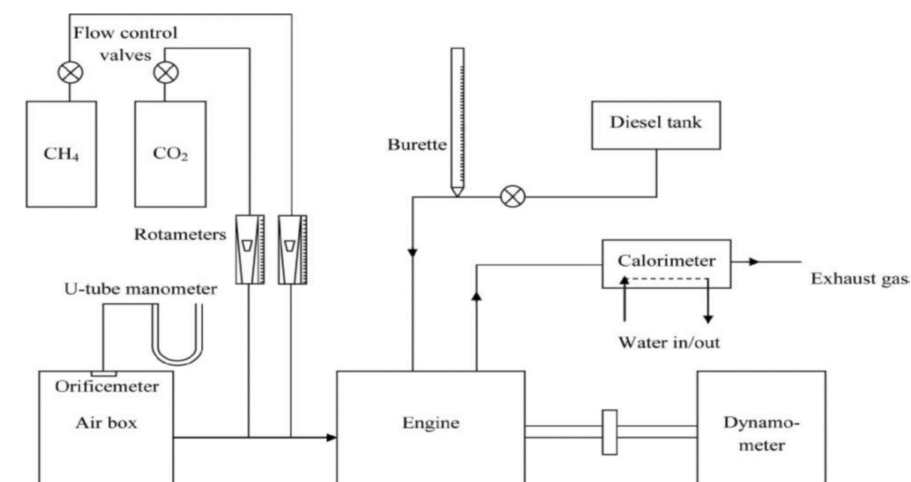 Flow control
valves
CH₄
CO₂
Burette
Diesel tank
Rotameters
Calorimeter
Exhaust gas
U-tube manometer
Water in/out
Orificemeter
Air box
Engine
Dynamo-
meter